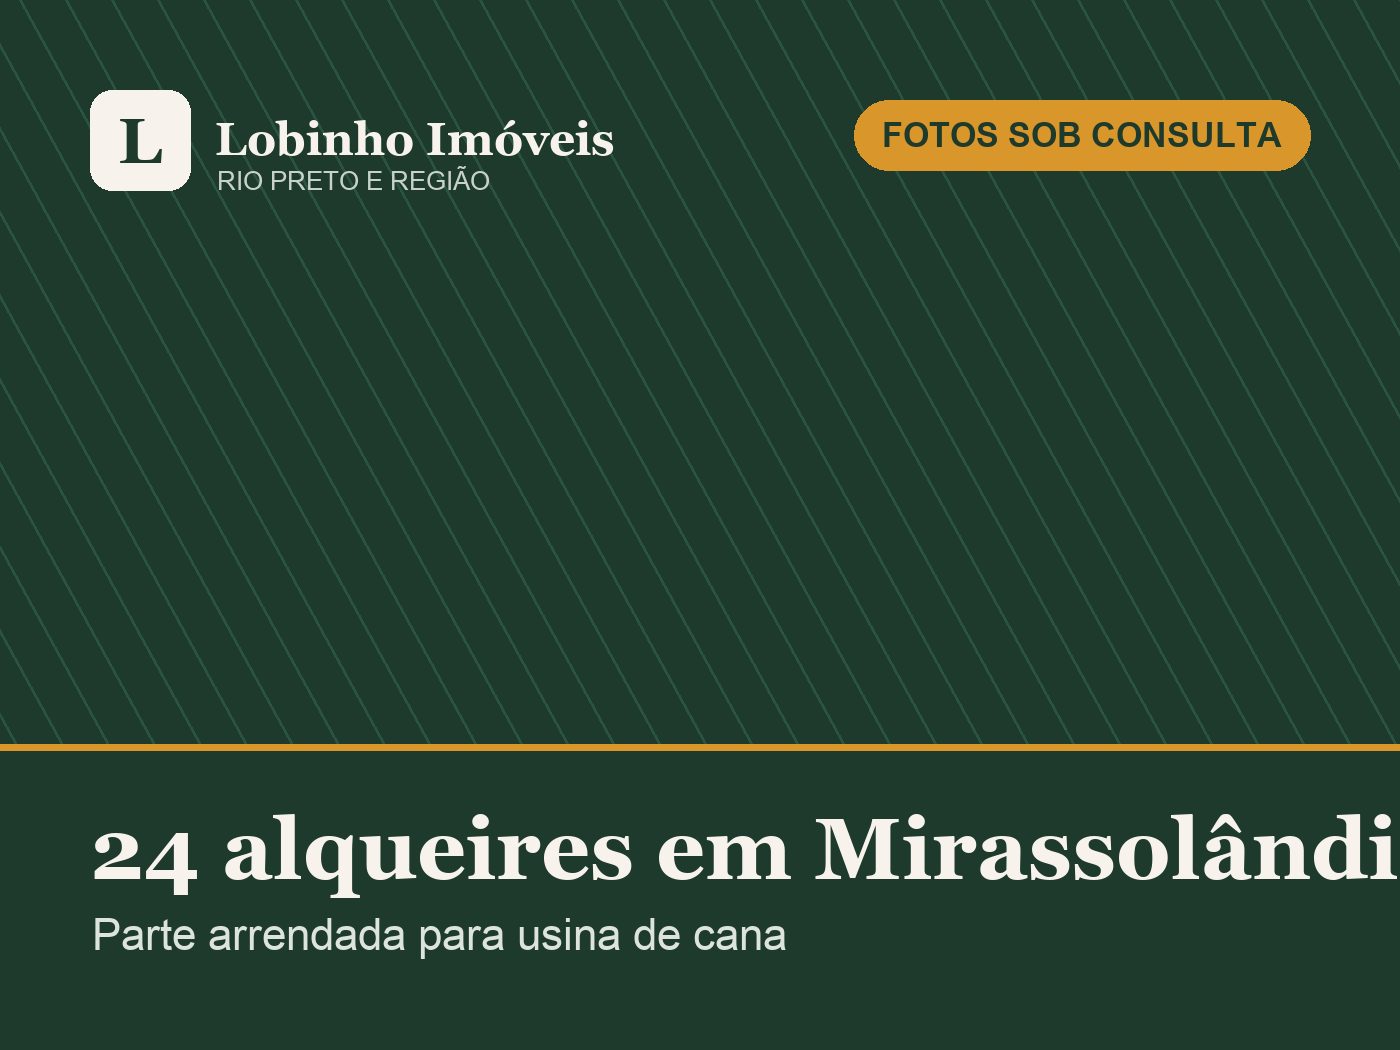 L
Lobinho Imóveis
RIO PRETO E REGIÃO
FOTOS SOB CONSULTA
24 alqueires em Mirassolândi
Parte arrendada para usina de cana